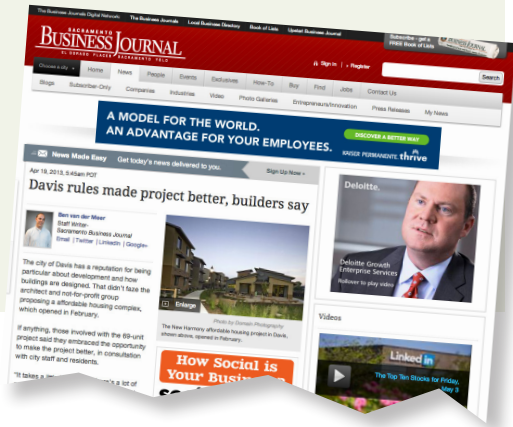 The Business Journals Digital Network:
The Business Journals
Local Business Directory
Book of Lists
Upstart Business Journal
Subscribe - get a
FREE Book of Lists
SACRAMENTO
BUSINESS JOURNAL
EL DORADO PLACER SACRAMENTO YOLO
Sign In | Register
Search
Choose a city
Home
News
People
Events
Exclusives
How-To
Buy
Find
Jobs
Contact Us
Blogs
Subscriber-Only
Companies
Industries
Video
Photo Galleries
Entrepreneurs/Innovation
Press Releases
My News
A MODEL FOR THE WORLD.
AN ADVANTAGE FOR YOUR EMPLOYEES.
DISCOVER A BETTER WAY
KAISER PERMANENTE. thrive
News Made Easy
Get today's news delivered to you.
Sign Up Now
Apr 19, 2013, 5:45am PDT
Davis rules made project better, builders say
Ben van der Meer
Staff Writer-
Sacramento Business Journal
Email | Twitter | LinkedIn | Google+
The city of Davis has a reputation for being
particular about development and how
buildings are designed. That didn't faze the
architect and not-for-profit group
proposing a affordable housing complex,
which opened in February.
If anything, those involved with the 69-unit
project said they embraced the opportunity
to make the project better, in consultation
with city staff and residents.
"It takes a
a lot of
Enlarge
Photo by Domain Photography
The New Harmony affordable housing project in Davis,
shown above, opened in February.
How Social is
Your Business
Deloitte.
Deloitte Growth
Enterprise Services
Rollover to play video
Videos
Linked in
The Top Ten Stocks for Friday,
May 3